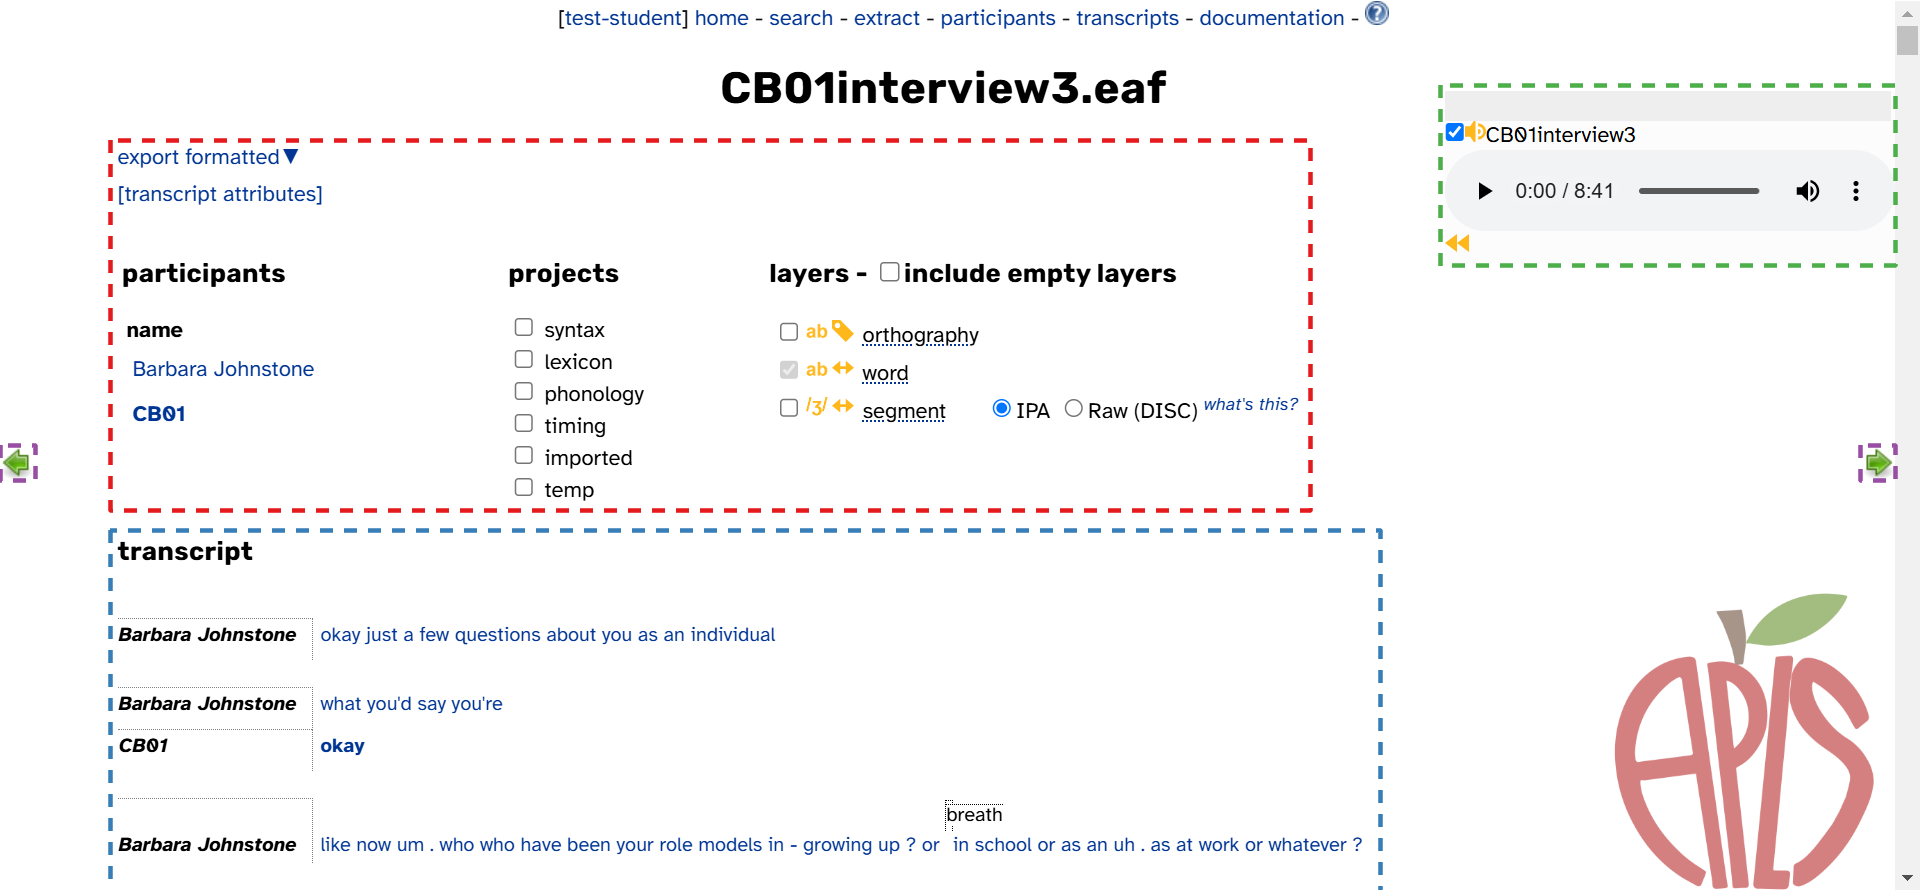 [test-student] home - search - extract - participants - transcripts - documentation - ?
CB01interview3.eaf
export formatted▼
[transcript attributes]
participants
name
Barbara Johnstone
CB01
projects
syntax
lexicon
phonology
timing
imported
temp
layers - include empty layers
ab orthography
ab word
/ʒ/ segment IPA Raw (DISC) what's this?
CB01interview3
0:00 / 8:41
transcript
Barbara Johnstone okay just a few questions about you as an individual
Barbara Johnstone what you'd say you're
CB01 okay
breath
Barbara Johnstone like now um . who who have been your role models in - growing up ? or in school or as an uh . as at work or whatever ?
APLS